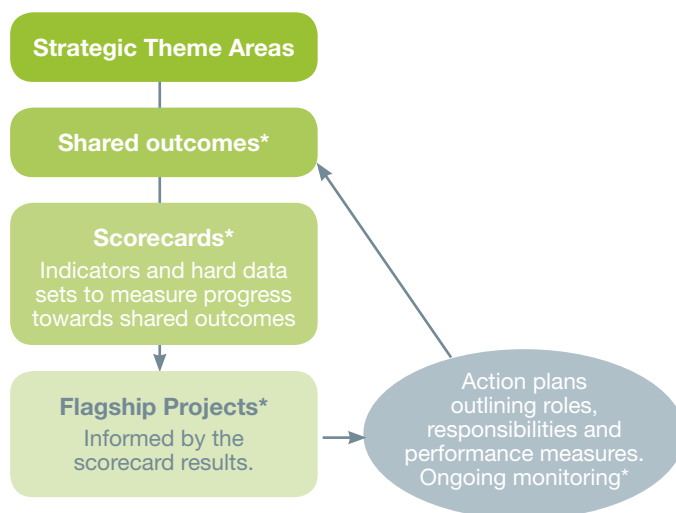 Strategic Theme Areas
Shared outcomes*
Scorecards*
Indicators and hard data
sets to measure progress
towards shared outcomes
Flagship Projects*
Informed by the
scorecard results.
Action plans
outlining roles,
responsibilities and
performance measures.
Ongoing monitoring*